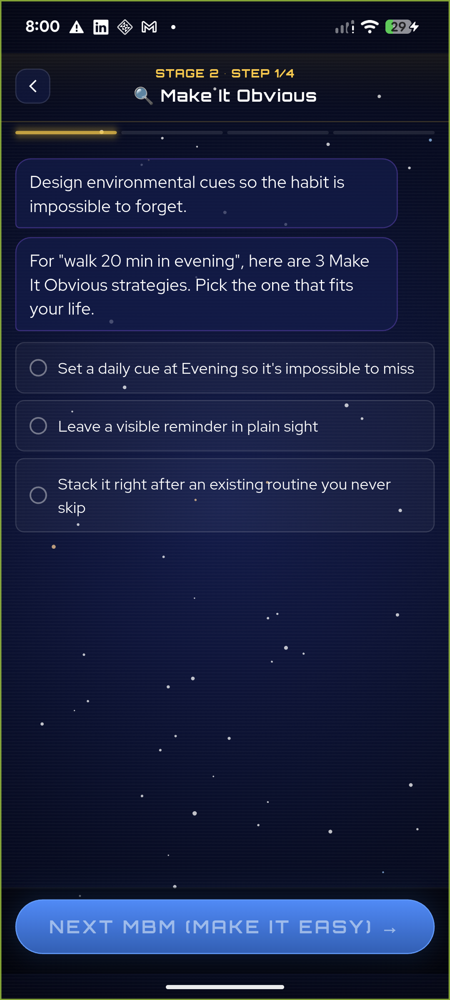 8:00
29
STAGE 2 · STEP 1/4
Make It Obvious
Design environmental cues so the habit is
impossible to forget.
For "walk 20 min in evening", here are 3 Make
It Obvious strategies. Pick the one that fits
your life.
Set a daily cue at Evening so it's impossible to miss
Leave a visible reminder in plain sight
Stack it right after an existing routine you never
skip
NEXT MBM (MAKE IT EASY) →